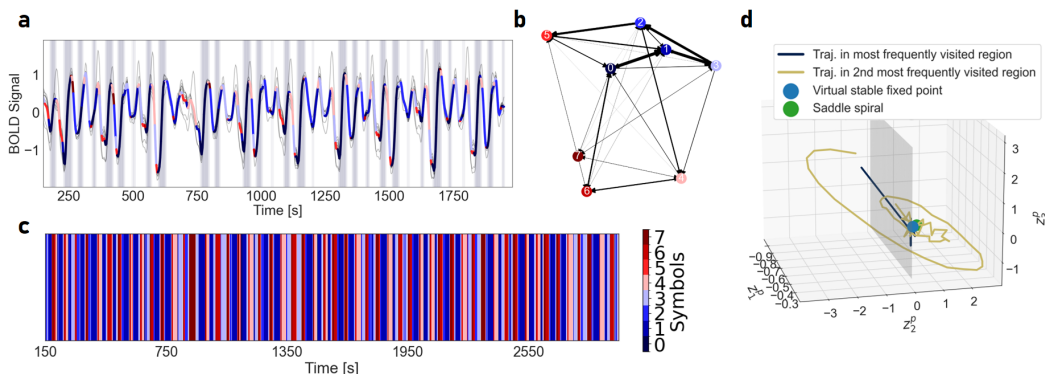 a
BOLD Signal
1
0
−1
250 500 750 1000 1250 1500 1750
Time [s]
b
5
2
1
0
3
7
4
6
c
7
6
5
4
3
2
1
0
Symbols
150 750 1350 1950 2550
Time [s]
d
Traj. in most frequently visited region
Traj. in 2nd most frequently visited region
Virtual stable fixed point
Saddle spiral
3
2
1
0
−1
−0.9
−0.8
−0.7
−0.6
−0.5
−0.4
−0.3
−3 −2 −1 0 1 2